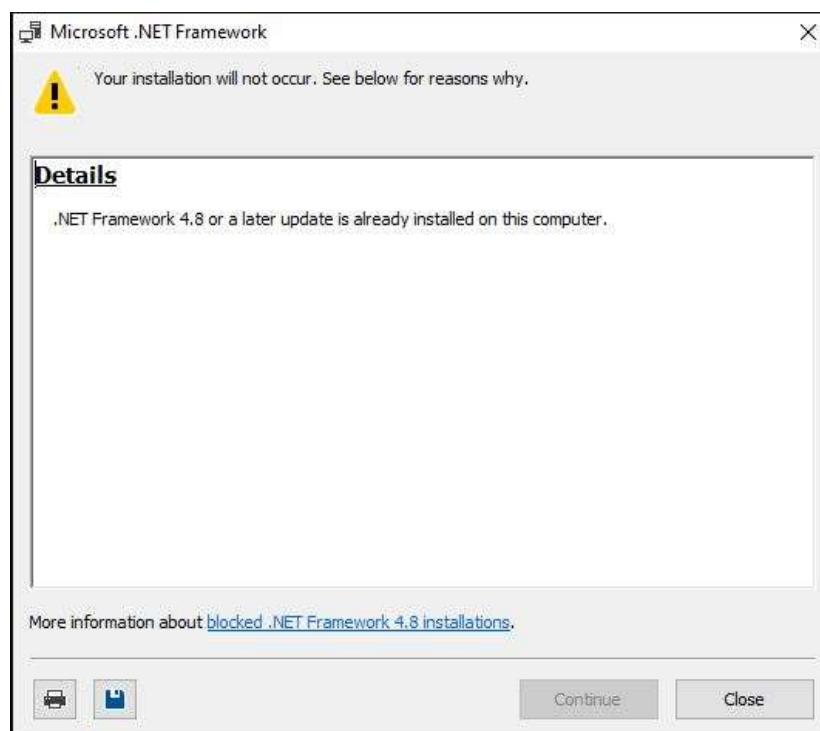 Microsoft .NET Framework
Your installation will not occur. See below for reasons why.
Details
.NET Framework 4.8 or a later update is already installed on this computer.
More information about blocked .NET Framework 4.8 installations.
Continue
Close